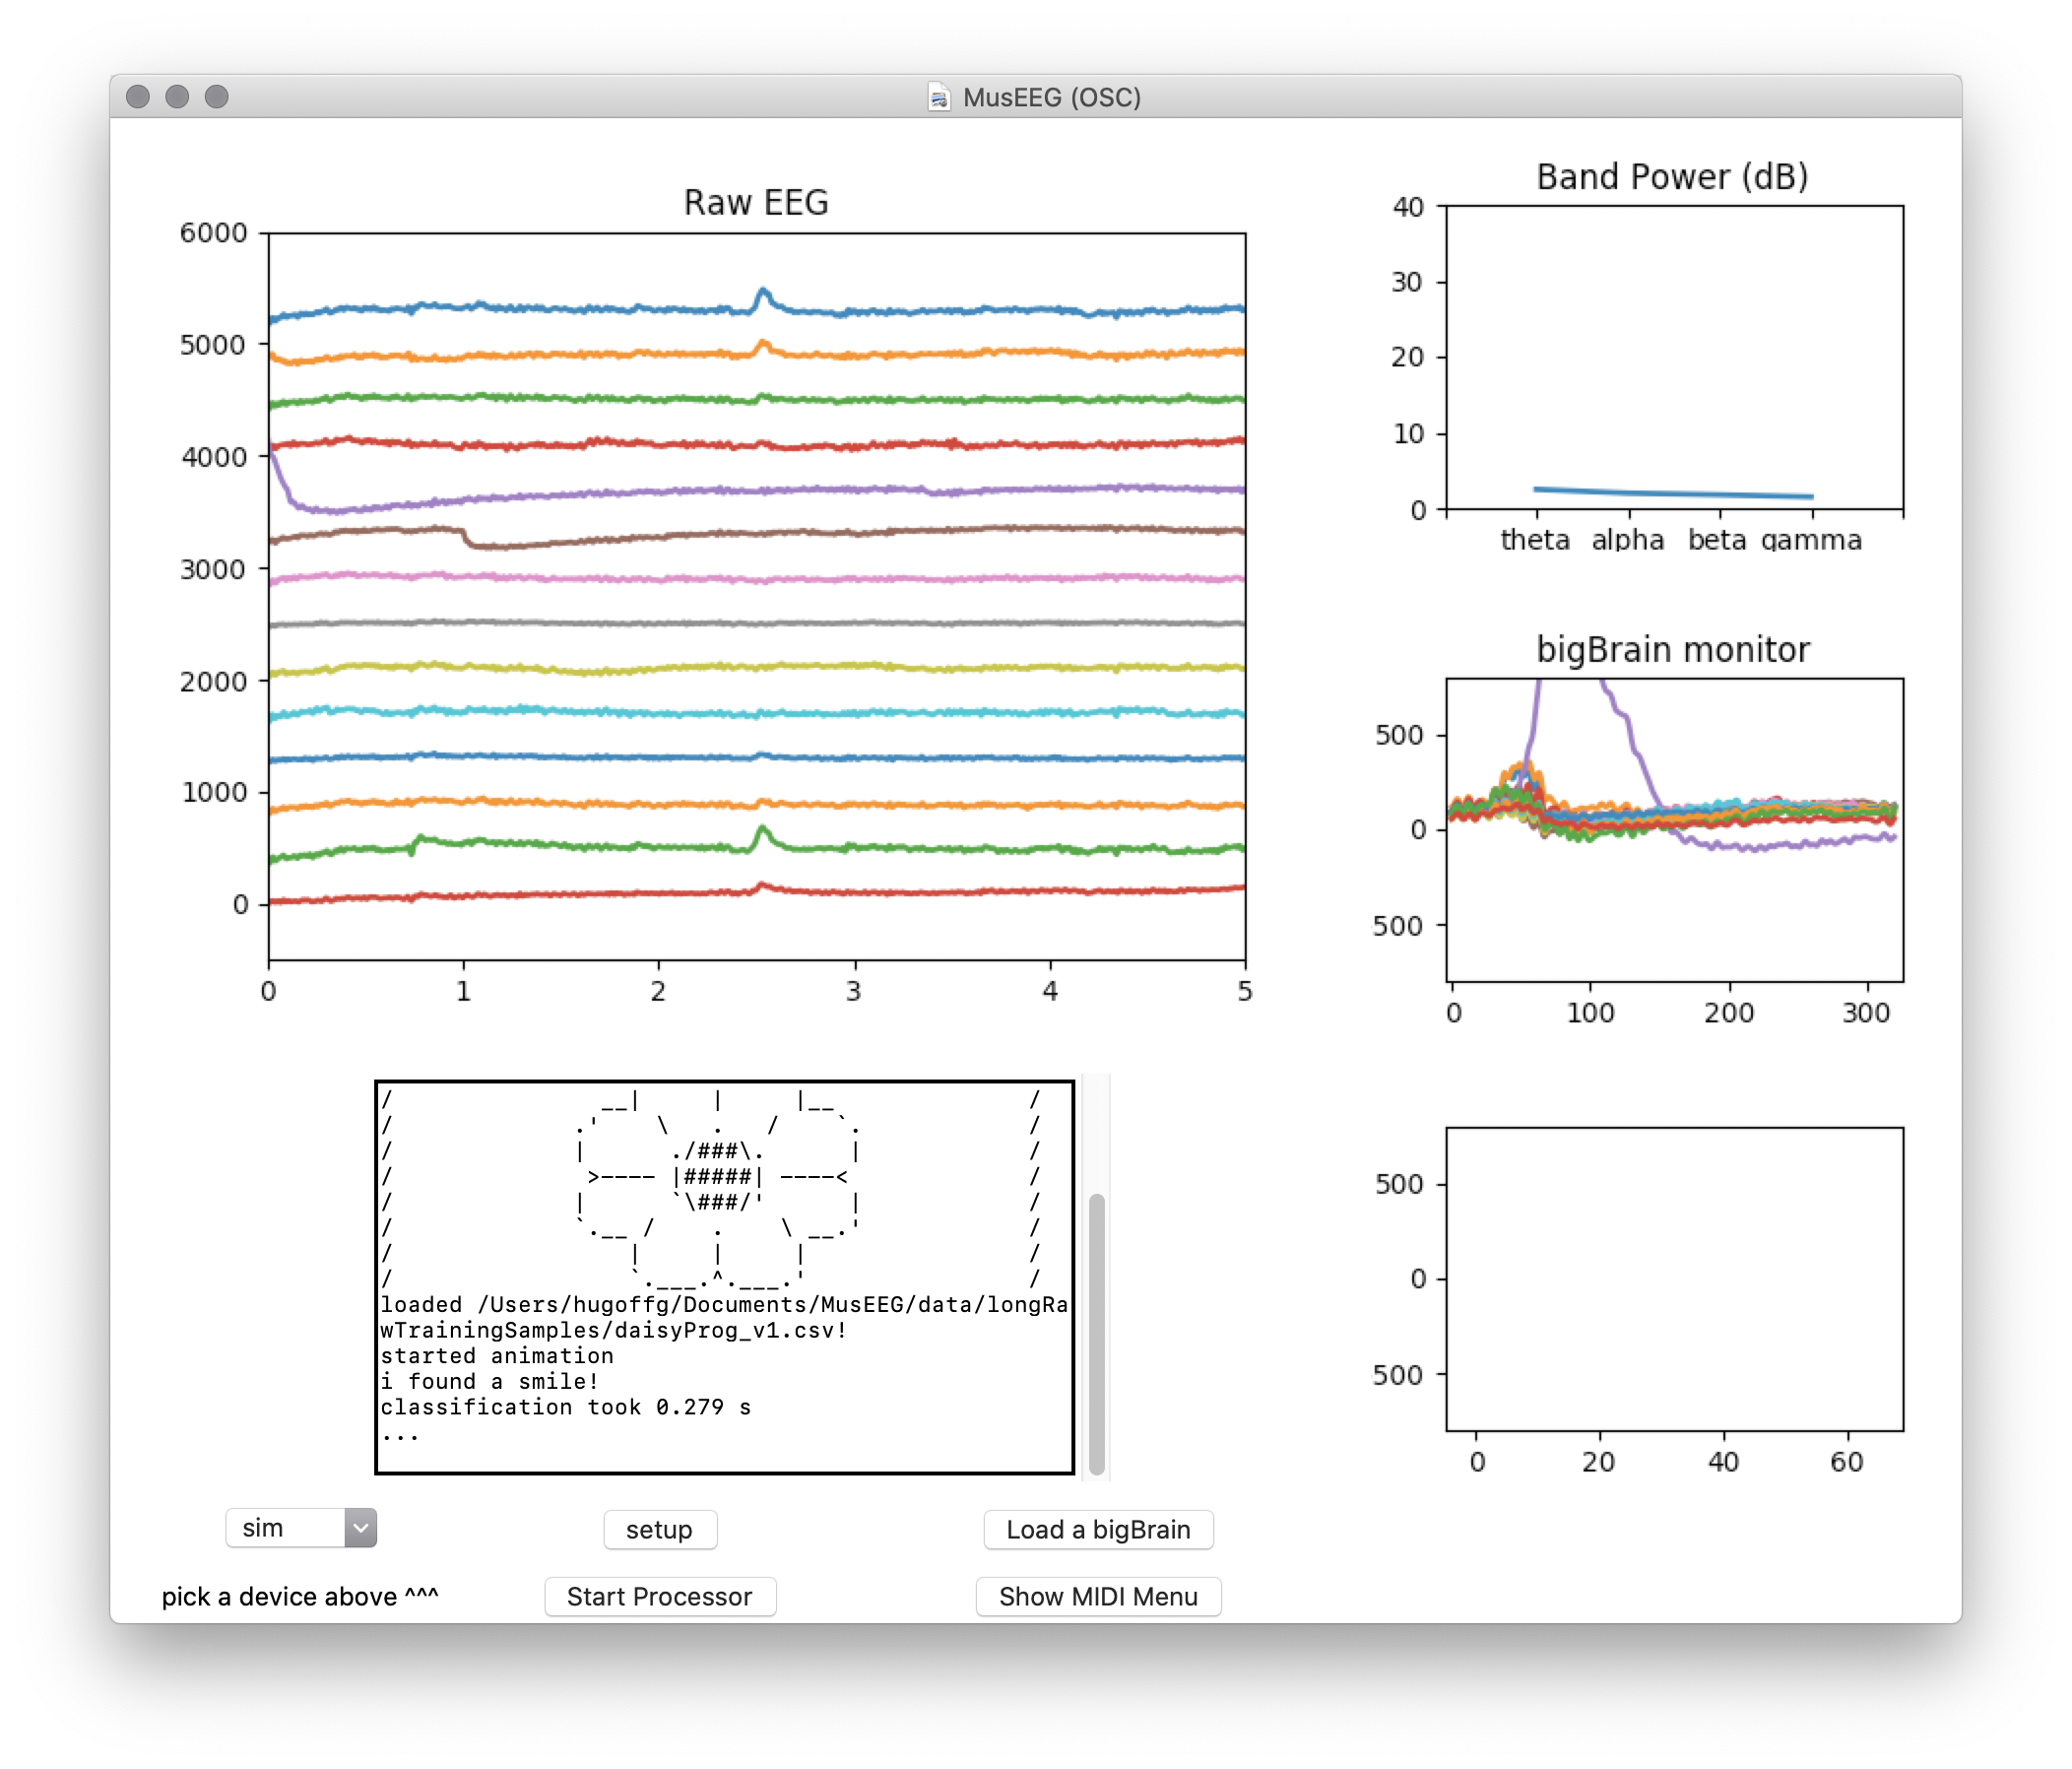 MusEEG (OSC)
Raw EEG
6000
5000
4000
3000
2000
1000
0
0 1 2 3 4 5
Band Power (dB)
40
30
20
10
0
theta alpha beta gamma
bigBrain monitor
500
0
500
0 100 200 300
500
0
500
0 20 40 60
/                          __|         |         |__                        /
/                       .'       \      .      /       `.                     /
/                       |          ./###\.          |                     /
/                        >---- |#####| ----<                      /
/                       |          `\###/'          |                     /
/                       `.__ /       .       \ __.'                     /
/                             |         |         |                           /
/                             `.___.^.___.'                           /
loaded /Users/hugoffg/Documents/MusEEG/data/longRa
wTrainingSamples/daisyProg_v1.csv!
started animation
i found a smile!
classification took 0.279 s
...
sim
setup
Load a bigBrain
pick a device above ^^^
Start Processor
Show MIDI Menu